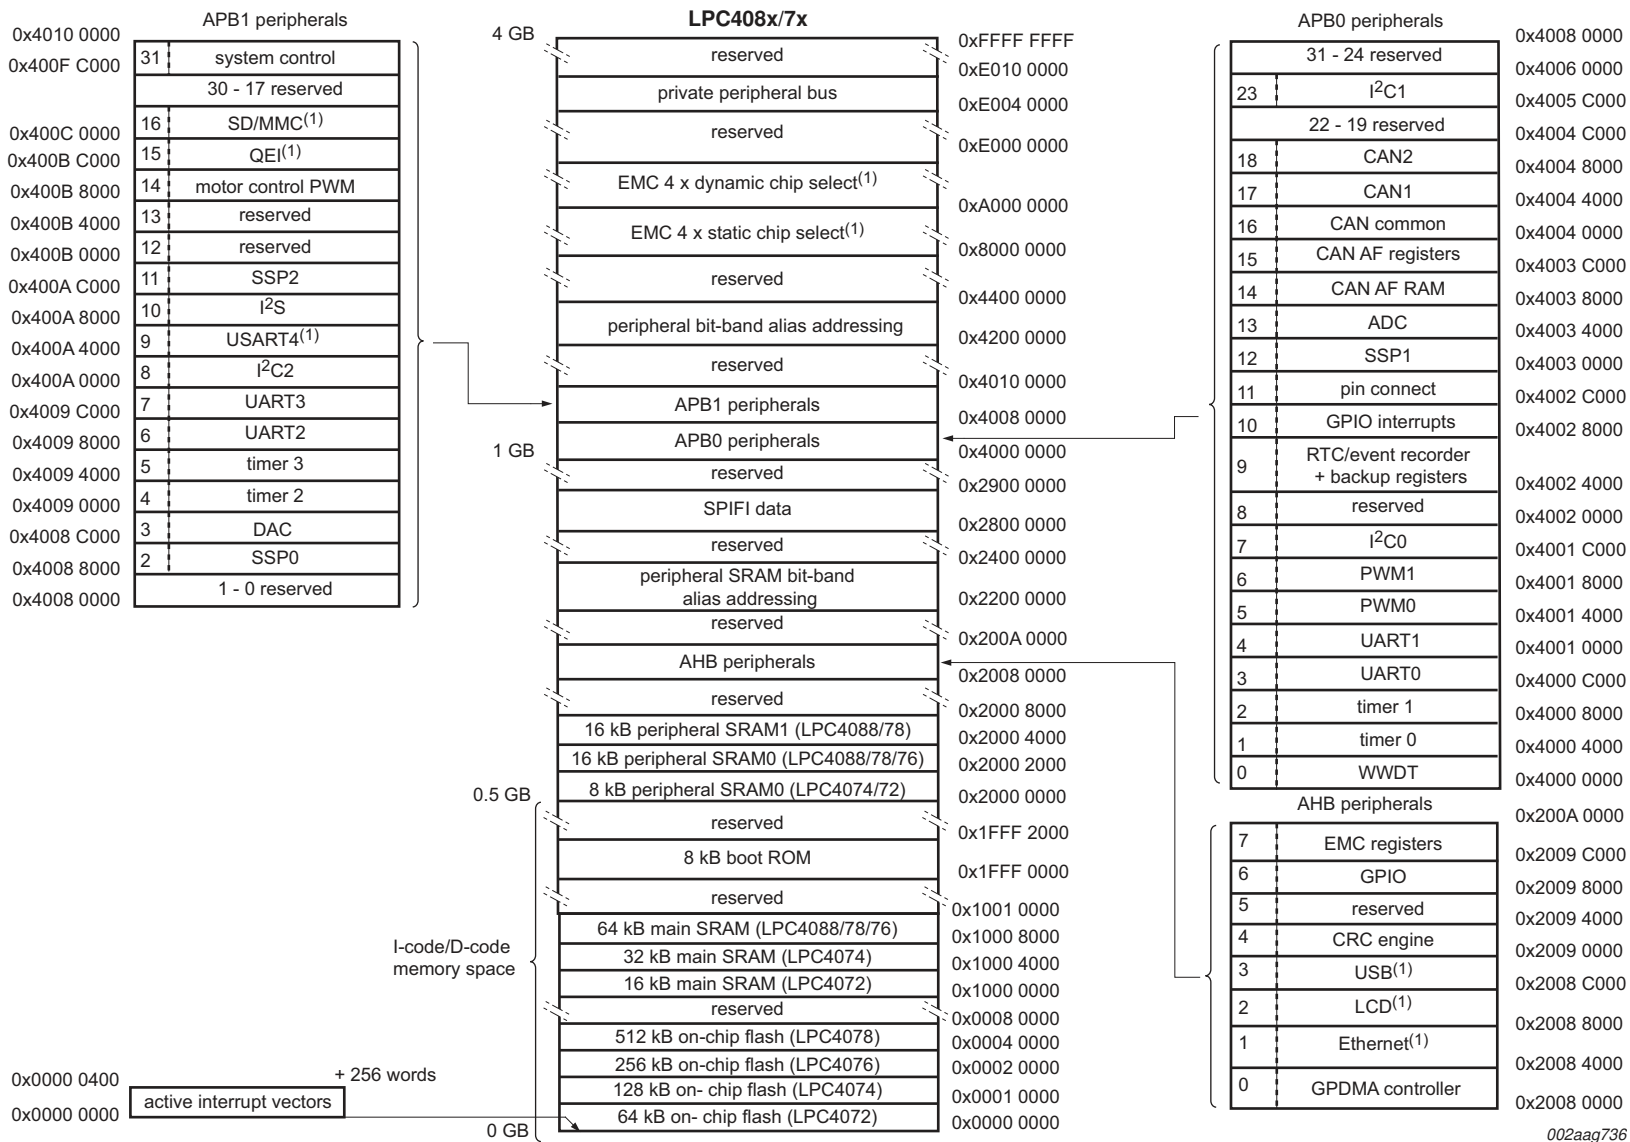 APB1 peripherals
0x4010 0000
31 system control
0x400F C000
30 - 17 reserved
16 SD/MMC(1)
0x400C 0000
15 QEI(1)
0x400B C000
14 motor control PWM
0x400B 8000
13 reserved
0x400B 4000
12 reserved
0x400B 0000
11 SSP2
0x400A C000
10 I2S
0x400A 8000
9 USART4(1)
0x400A 4000
8 I2C2
0x400A 0000
7 UART3
0x4009 C000
6 UART2
0x4009 8000
5 timer 3
0x4009 4000
4 timer 2
0x4009 0000
3 DAC
0x4008 C000
2 SSP0
0x4008 8000
1 - 0 reserved
0x4008 0000
LPC408x/7x
4 GB
0xFFFF FFFF
reserved
0xE010 0000
private peripheral bus
0xE004 0000
reserved
0xE000 0000
EMC 4 x dynamic chip select(1)
0xA000 0000
EMC 4 x static chip select(1)
0x8000 0000
reserved
0x4400 0000
peripheral bit-band alias addressing
0x4200 0000
reserved
0x4010 0000
APB1 peripherals
0x4008 0000
APB0 peripherals
1 GB
0x4000 0000
reserved
0x2900 0000
SPIFI data
0x2800 0000
reserved
0x2400 0000
peripheral SRAM bit-band
alias addressing
0x2200 0000
reserved
0x200A 0000
AHB peripherals
0x2008 0000
reserved
0x2000 8000
16 kB peripheral SRAM1 (LPC4088/78)
0x2000 4000
16 kB peripheral SRAM0 (LPC4088/78/76)
0x2000 2000
8 kB peripheral SRAM0 (LPC4074/72)
0.5 GB
0x2000 0000
reserved
0x1FFF 2000
8 kB boot ROM
0x1FFF 0000
reserved
0x1001 0000
64 kB main SRAM (LPC4088/78/76)
0x1000 8000
I-code/D-code
memory space
32 kB main SRAM (LPC4074)
0x1000 4000
16 kB main SRAM (LPC4072)
0x1000 0000
reserved
0x0008 0000
512 kB on-chip flash (LPC4078)
0x0004 0000
256 kB on-chip flash (LPC4076)
0x0002 0000
128 kB on- chip flash (LPC4074)
0x0001 0000
64 kB on- chip flash (LPC4072)
0x0000 0000
0 GB
0x0000 0400
+ 256 words
active interrupt vectors
0x0000 0000
APB0 peripherals
0x4008 0000
31 - 24 reserved
0x4006 0000
23 I2C1
0x4005 C000
22 - 19 reserved
0x4004 C000
18 CAN2
0x4004 8000
17 CAN1
0x4004 4000
16 CAN common
0x4004 0000
15 CAN AF registers
0x4003 C000
14 CAN AF RAM
0x4003 8000
13 ADC
0x4003 4000
12 SSP1
0x4003 0000
11 pin connect
0x4002 C000
10 GPIO interrupts
0x4002 8000
9 RTC/event recorder
+ backup registers
0x4002 4000
8 reserved
0x4002 0000
7 I2C0
0x4001 C000
6 PWM1
0x4001 8000
5 PWM0
0x4001 4000
4 UART1
0x4001 0000
3 UART0
0x4000 C000
2 timer 1
0x4000 8000
1 timer 0
0x4000 4000
0 WWDT
0x4000 0000
AHB peripherals
0x200A 0000
7 EMC registers
0x2009 C000
6 GPIO
0x2009 8000
5 reserved
0x2009 4000
4 CRC engine
0x2009 0000
3 USB(1)
0x2008 C000
2 LCD(1)
0x2008 8000
1 Ethernet(1)
0x2008 4000
0 GPDMA controller
0x2008 0000
002aag736